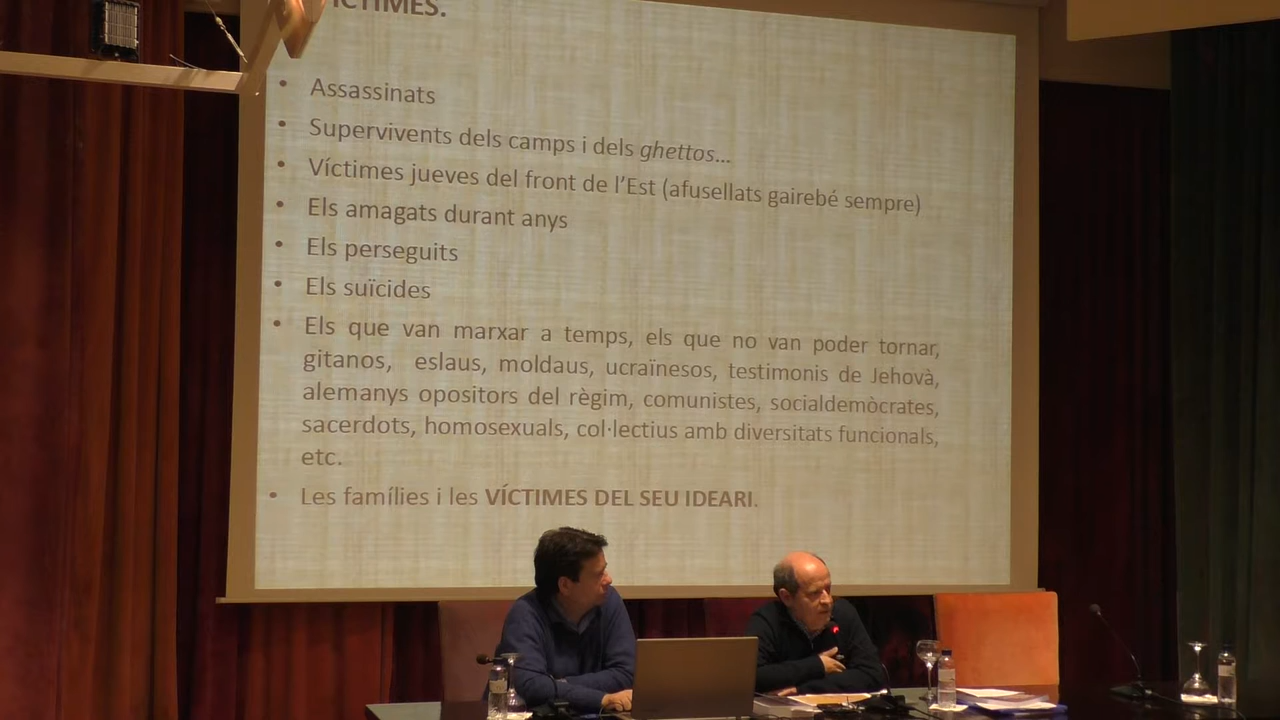 VÍCTIMES.
• Assassinats
• Supervivents dels camps i dels ghettos…
• Víctimes jueves del front de l'Est (afusellats gairebé sempre)
• Els amagats durant anys
• Els perseguits
• Els suïcides
• Els que van marxar a temps, els que no van poder tornar,
gitanos, eslaus, moldaus, ucraïnesos, testimonis de Jehovà,
alemanys opositors del règim, comunistes, socialdemòcrates,
sacerdots, homosexuals, col·lectius amb diversitats funcionals,
etc.
• Les famílies i les VÍCTIMES DEL SEU IDEARI.